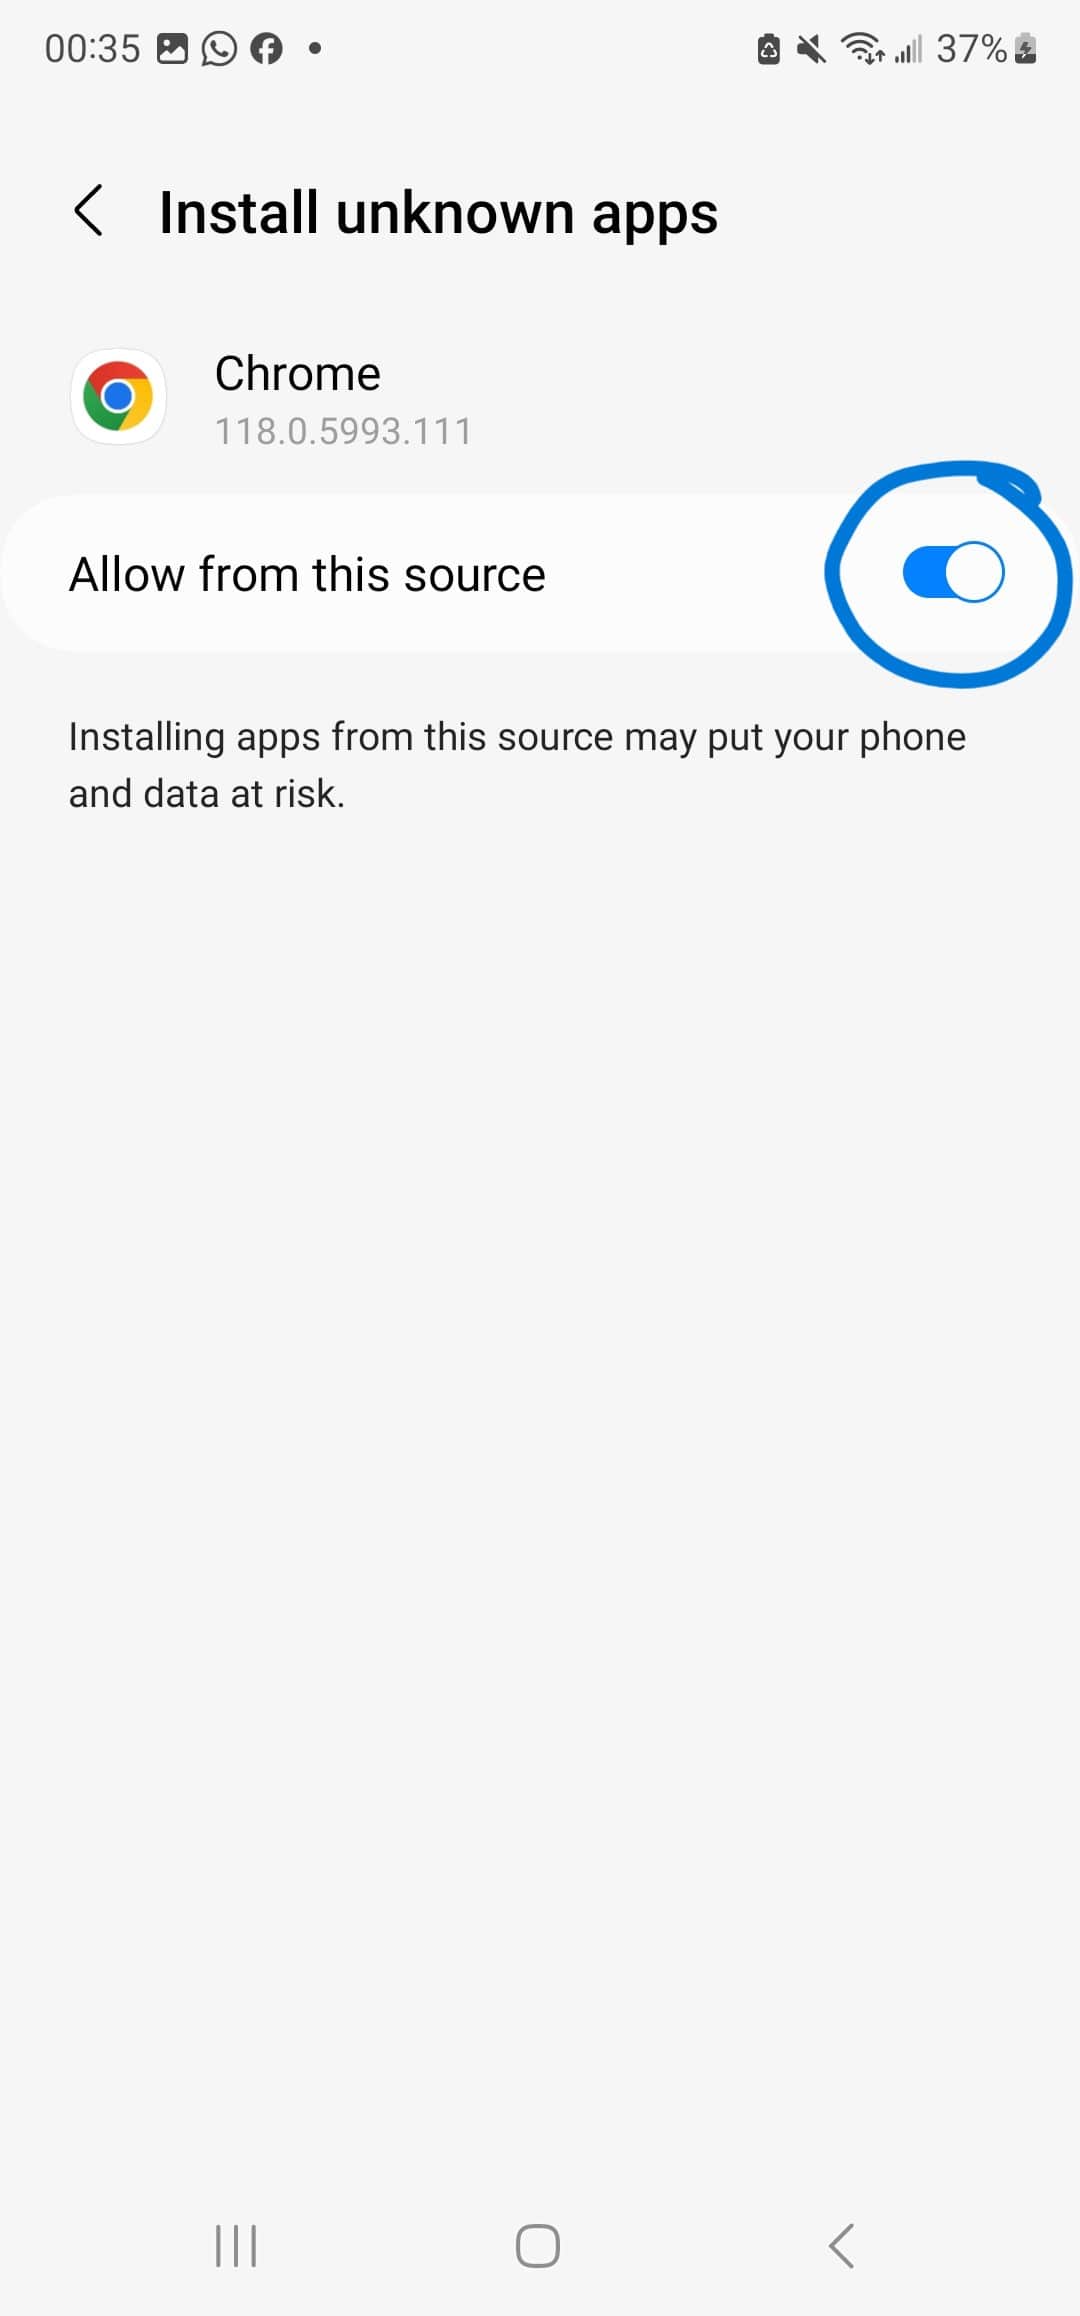 00:35
37%
Install unknown apps
Chrome
118.0.5993.111
Allow from this source
Installing apps from this source may put your phone
and data at risk.